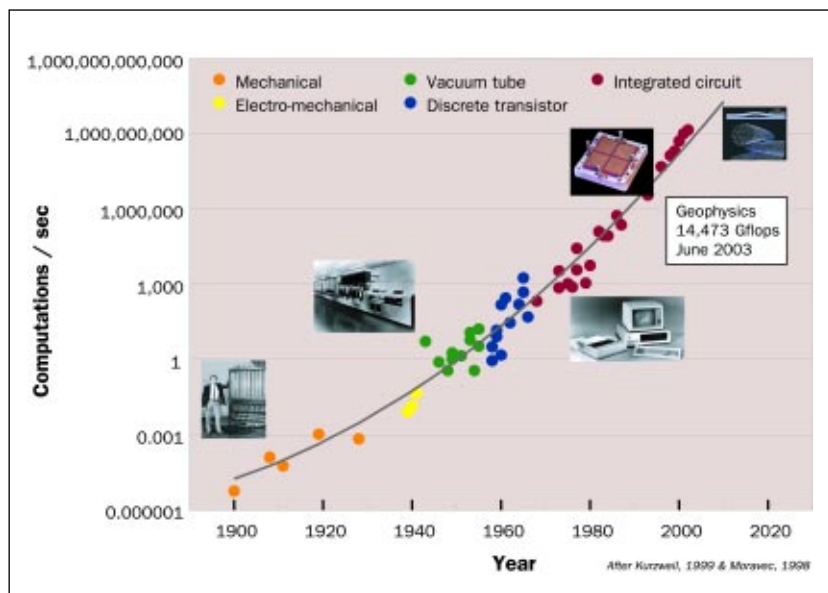 1,000,000,000,000
1,000,000,000
1,000,000
1,000
1
0.001
0.000001
Computations / sec
Mechanical
Electro-mechanical
Vacuum tube
Discrete transistor
Integrated circuit
Geophysics
14,473 Gflops
June 2003
1900 1920 1940 1960 1980 2000 2020
Year
After Kurzweil, 1999 & Moravec, 1998